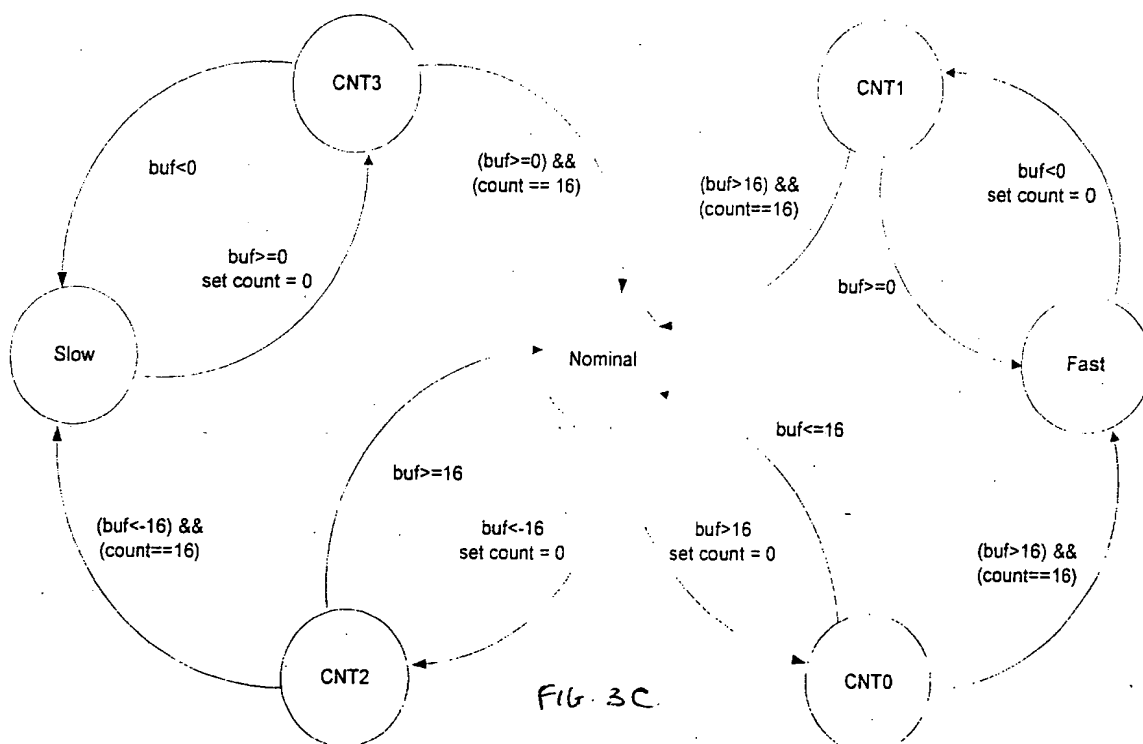 CNT3
CNT1
buf<0
(buf>=0) &&
(count == 16)
(buf>16) &&
(count==16)
buf<0
set count = 0
buf>=0
set count = 0
buf>=0
Slow
Nominal
Fast
buf<=16
buf>=16
(buf<-16) &&
(count==16)
buf<-16
set count = 0
buf>16
set count = 0
(buf>16) &&
(count==16)
CNT2
CNT0
FIG. 3C.